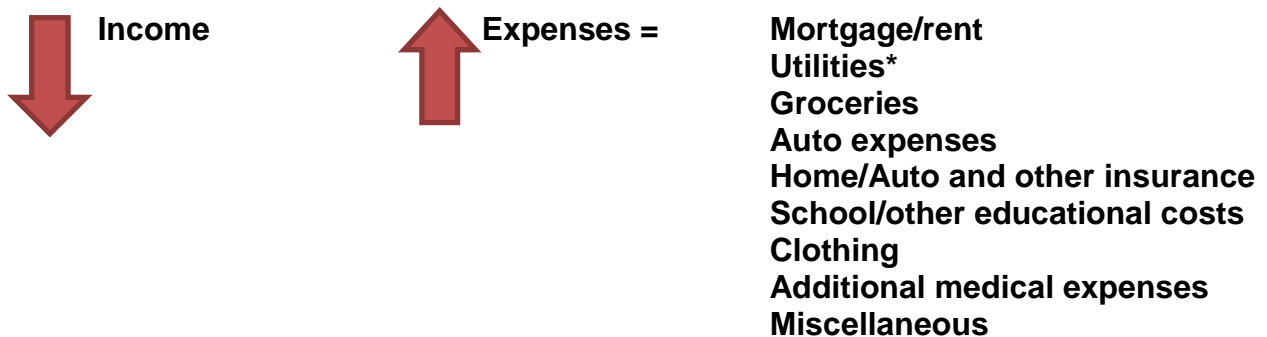 Income Expenses = Mortgage/rent
Utilities*
Groceries
Auto expenses
Home/Auto and other insurance
School/other educational costs
Clothing
Additional medical expenses
Miscellaneous